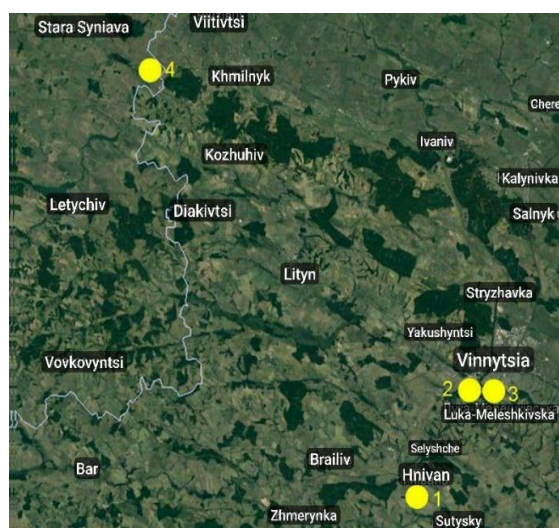 Stara Syniava
Viitivtsi
4
Khmilnyk
Pykiv
Chere
Ivaniv
Kozhuhiv
Kalynivka
Letychiv
Diakivtsi
Salnyk
Lityn
Stryzhavka
Yakushyntsi
Vovkovyntsi
Vinnytsia
2
3
Luka-Meleshkivska
Selyshche
Brailiv
Bar
Hnivan
1
Zhmerynka
Sutysky